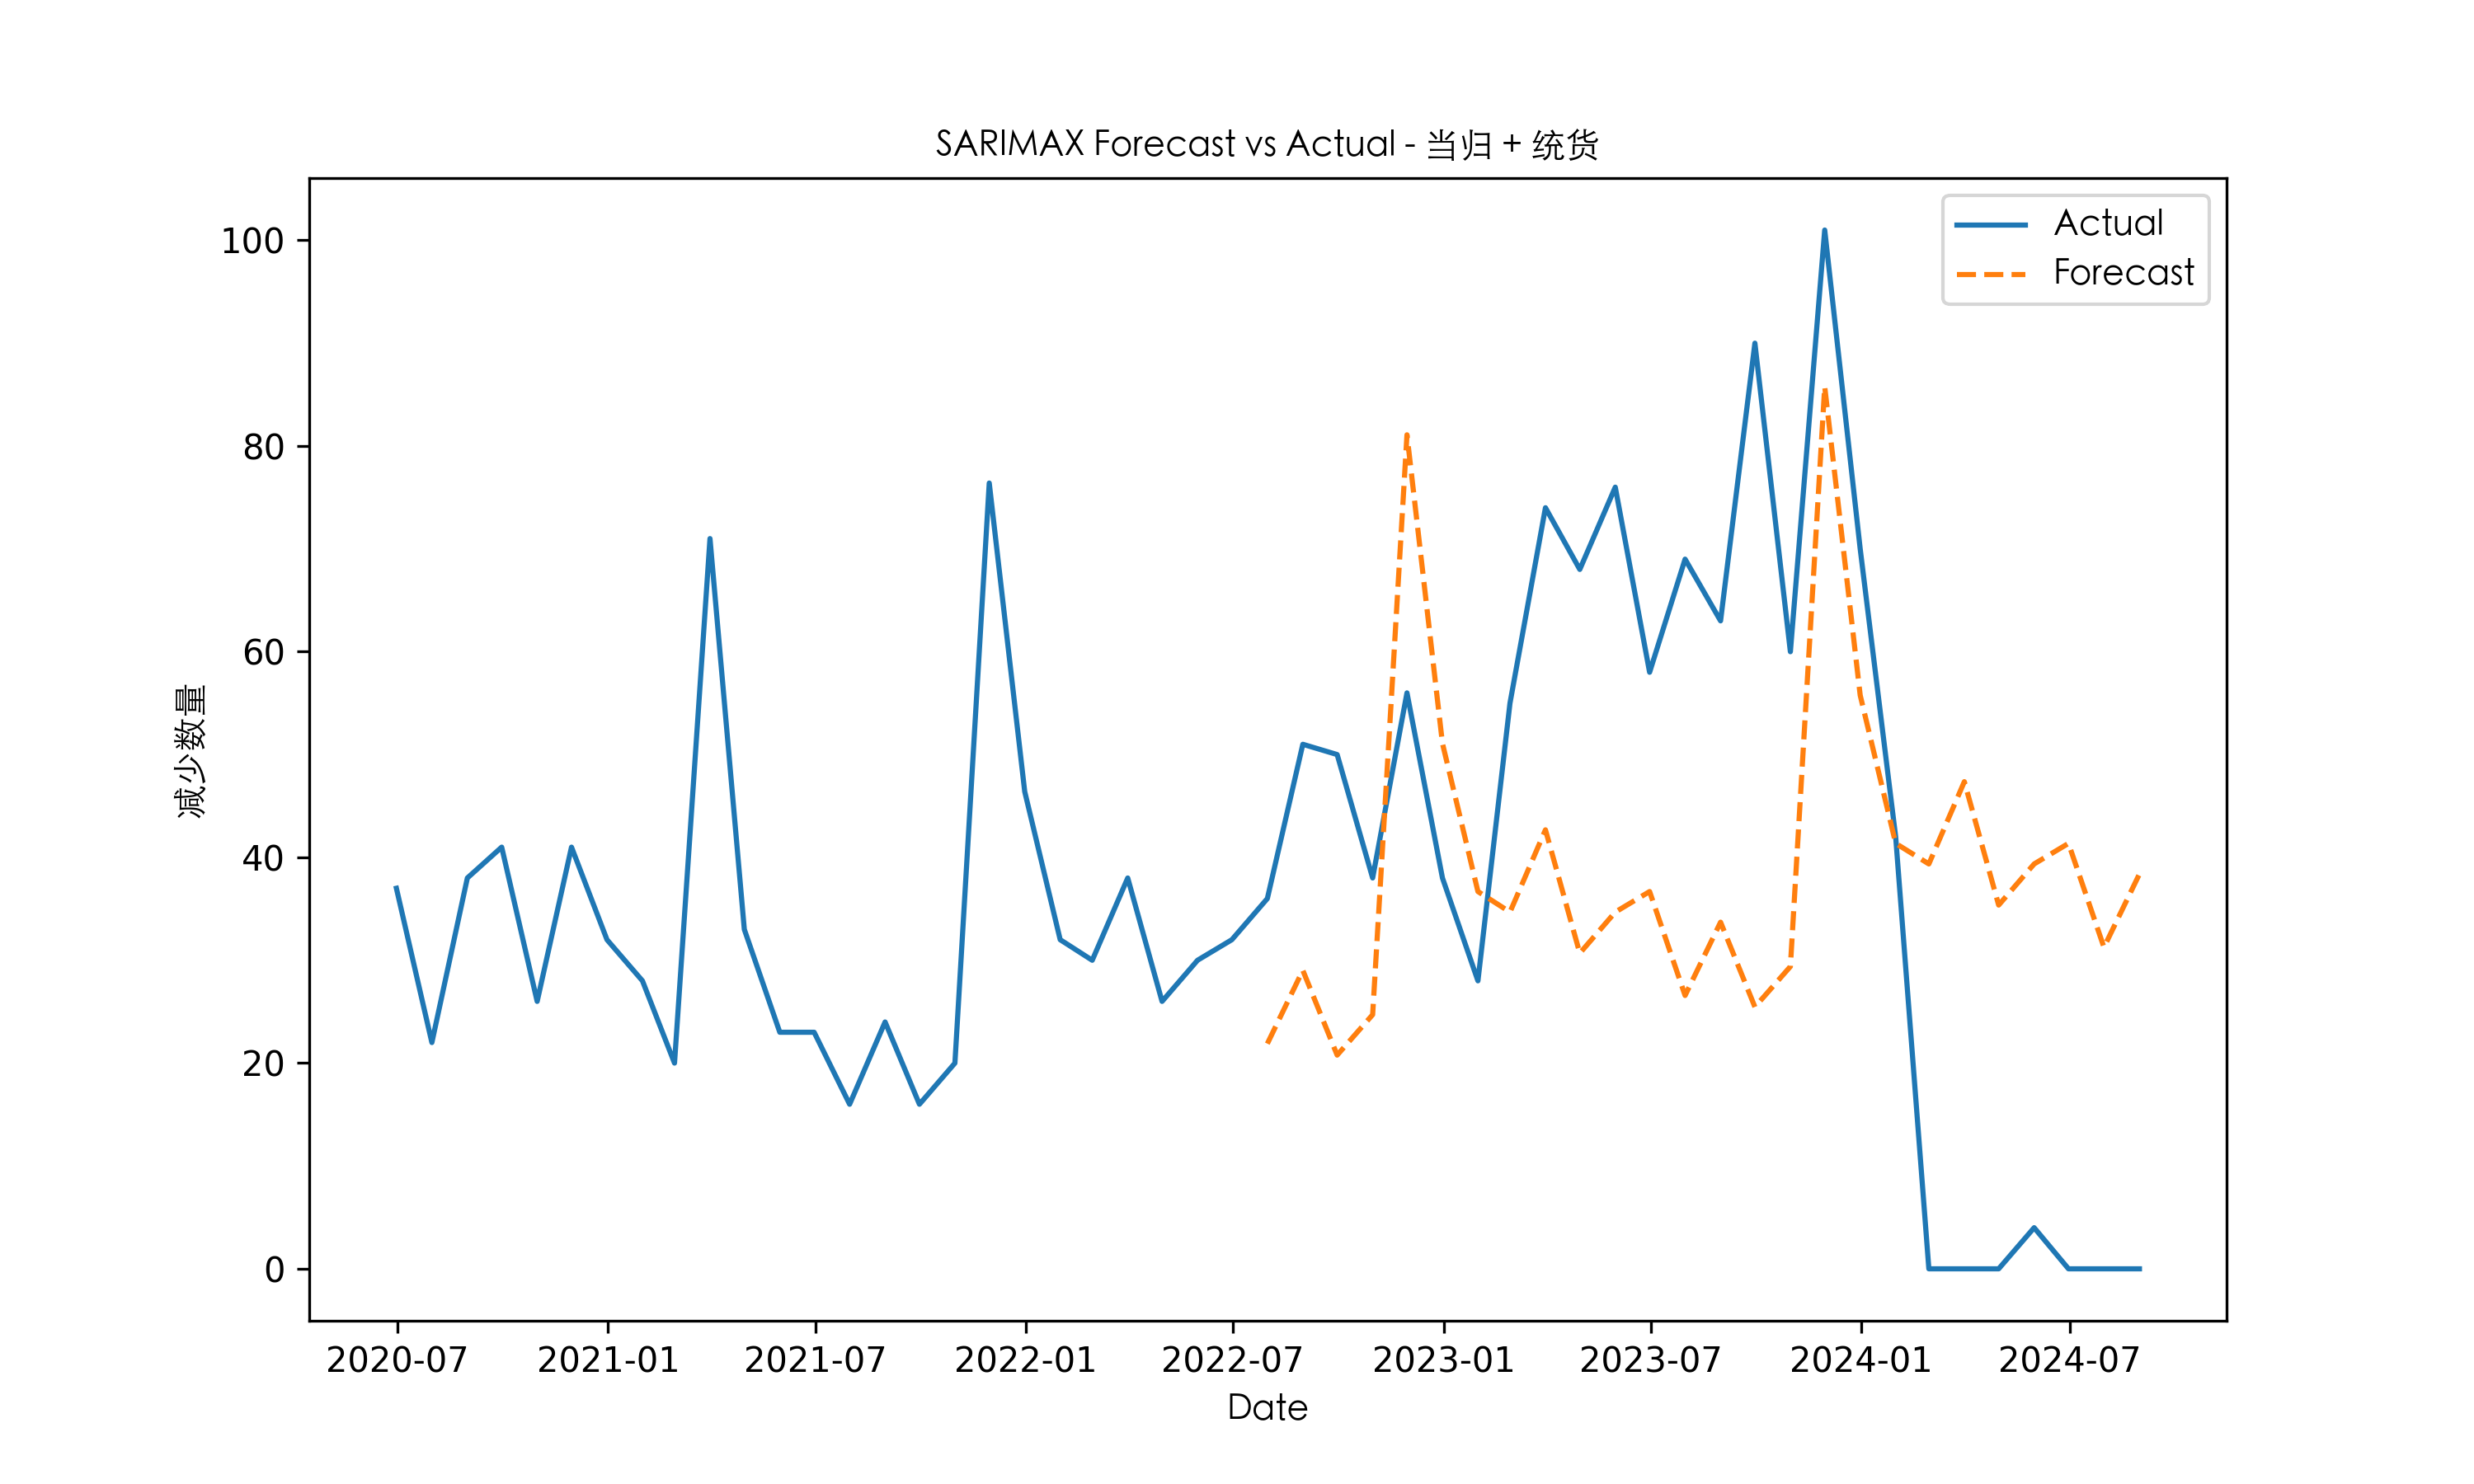 SARIMAX Forecast vs Actual - 当归 + 统货
Actual
Forecast
100
80
60
40
20
0
减少数量
2020-07 2021-01 2021-07 2022-01 2022-07 2023-01 2023-07 2024-01 2024-07
Date